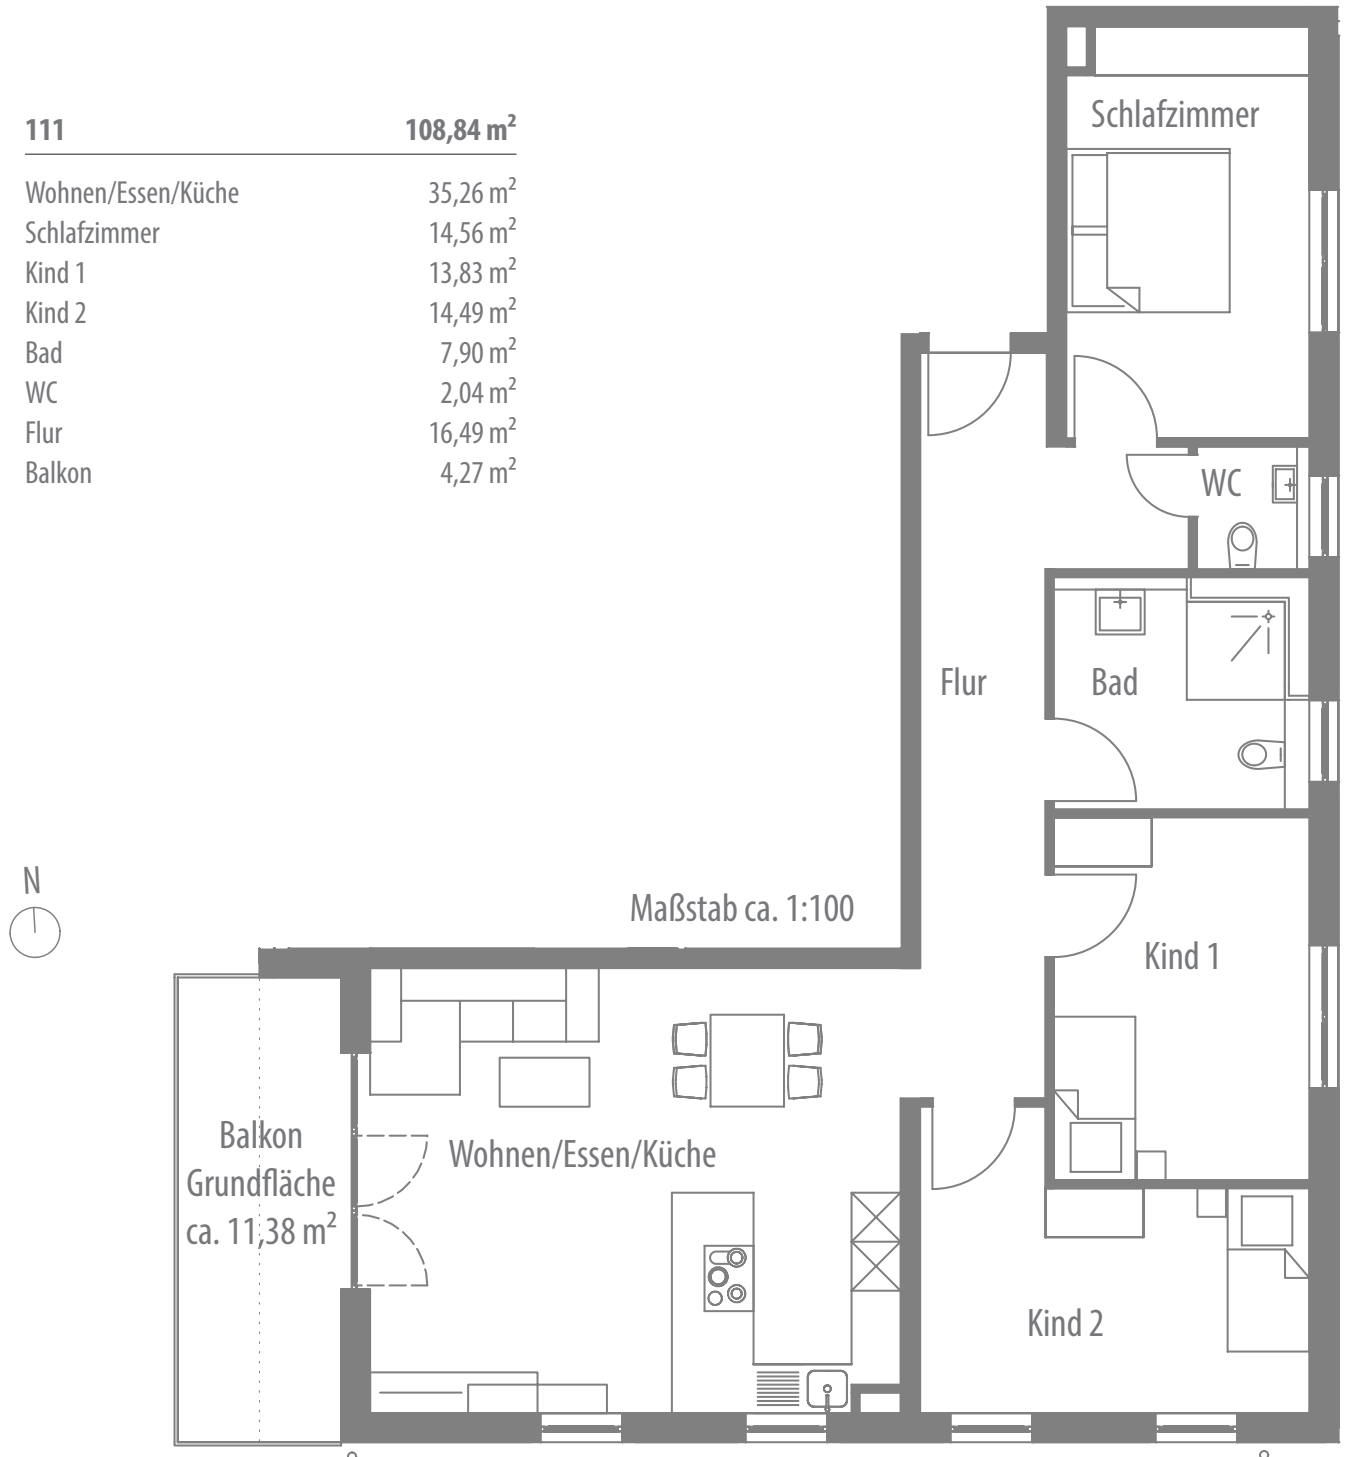 111 108,84 m²
Wohnen/Essen/Küche 35,26 m²
Schlafzimmer 14,56 m²
Kind 1 13,83 m²
Kind 2 14,49 m²
Bad 7,90 m²
WC 2,04 m²
Flur 16,49 m²
Balkon 4,27 m²
Schlafzimmer
WC
Flur
Bad
N
Maßstab ca. 1:100
Kind 1
Balkon
Grundfläche
ca. 11,38 m²
Wohnen/Essen/Küche
Kind 2